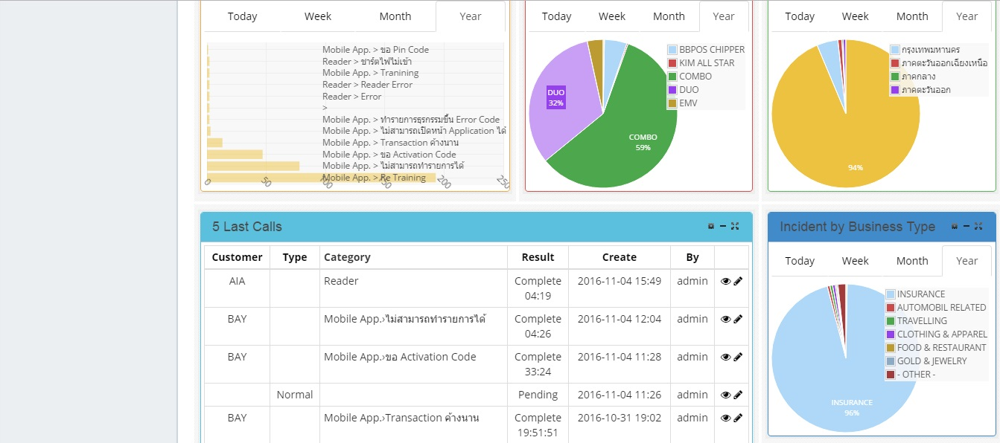 Today Week Month Year
Mobile App. > ขอ Pin Code
Reader > ชาร์ตไฟไม่เข้า
Mobile App. > Tranining
Reader > Reader Error
Reader > Error
>
Mobile App. > ทำรายการธุรกรรมขึ้น Error Code
Mobile App. > ไม่สามารถเปิดหน้า Application ได้
Mobile App. > Transaction ค้างนาน
Mobile App. > ขอ Activation Code
Mobile App. > ไม่สามารถทำรายการได้
Mobile App. > Re Training
0 50 100 150 200 250
Today Week Month Year
BBPOS CHIPPER
KIM ALL STAR
COMBO
DUO
EMV
DUO
32%
COMBO
59%
Today Week Month Year
กรุงเทพมหานคร
ภาคตะวันออกเฉียงเหนือ
ภาคกลาง
ภาคตะวันออก
94%
5 Last Calls
Customer Type Category Result Create By
AIA Reader Complete 2016-11-04 15:49 admin
04:19
BAY Mobile App.›ไม่สามารถทำรายการได้ Complete 2016-11-04 12:04 admin
04:26
BAY Mobile App.›ขอ Activation Code Complete 2016-11-04 11:28 admin
33:24
Normal Pending 2016-11-04 11:26 admin
BAY Mobile App.›Transaction ค้างนาน Complete 2016-10-31 19:02 admin
19:51:51
Incident by Business Type
Today Week Month Year
INSURANCE
AUTOMOBIL RELATED
TRAVELLING
CLOTHING & APPAREL
FOOD & RESTAURANT
GOLD & JEWELRY
- OTHER -
INSURANCE
96%